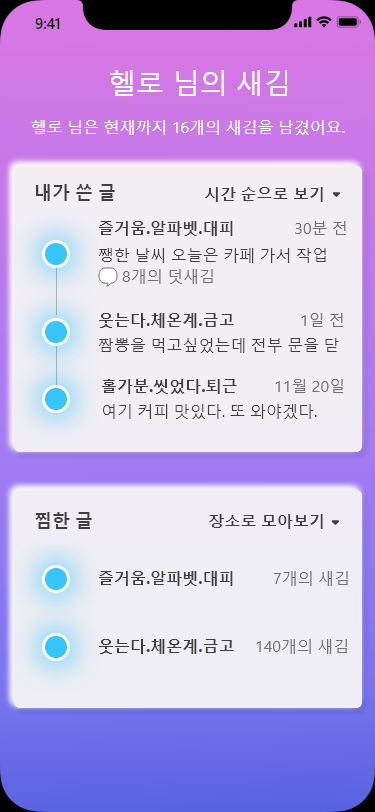 9:41
헬로 님의 새김
헬로 님은 현재까지 16개의 새김을 남겼어요.
내가 쓴 글
시간 순으로 보기
즐거움.알파벳.대피
30분 전
쨍한 날씨 오늘은 카페 가서 작업
8개의 덧새김
웃는다.체온계.금고
1일 전
짬뽕을 먹고싶었는데 전부 문을 닫
홀가분.씻었다.퇴근
11월 20일
여기 커피 맛있다. 또 와야겠다.
찜한 글
장소로 모아보기
즐거움.알파벳.대피
7개의 새김
웃는다.체온계.금고
140개의 새김